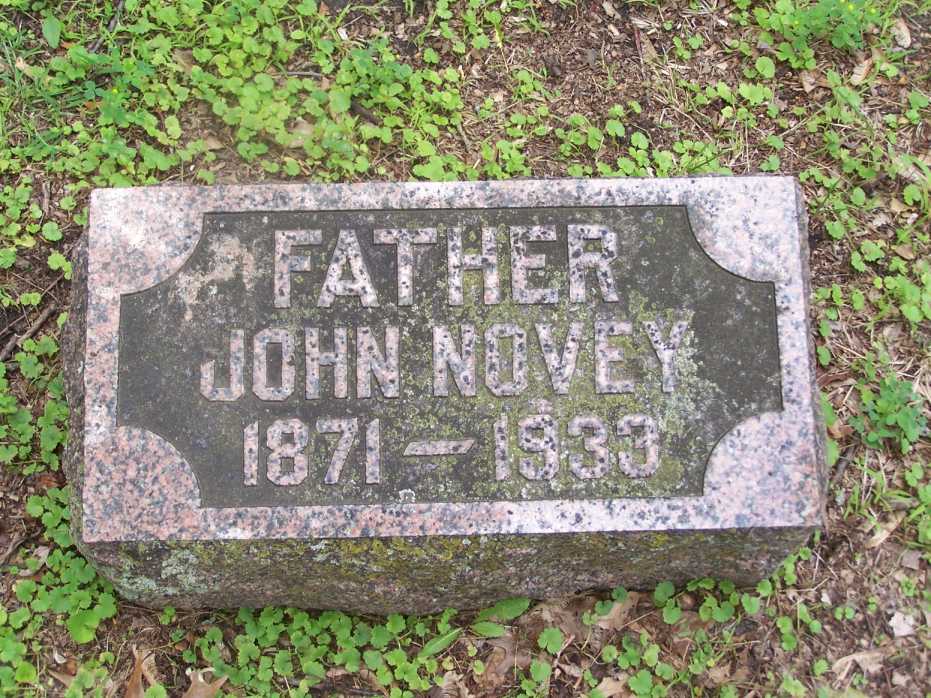 FATHER
JOHN NOVEY
1871 — 1933